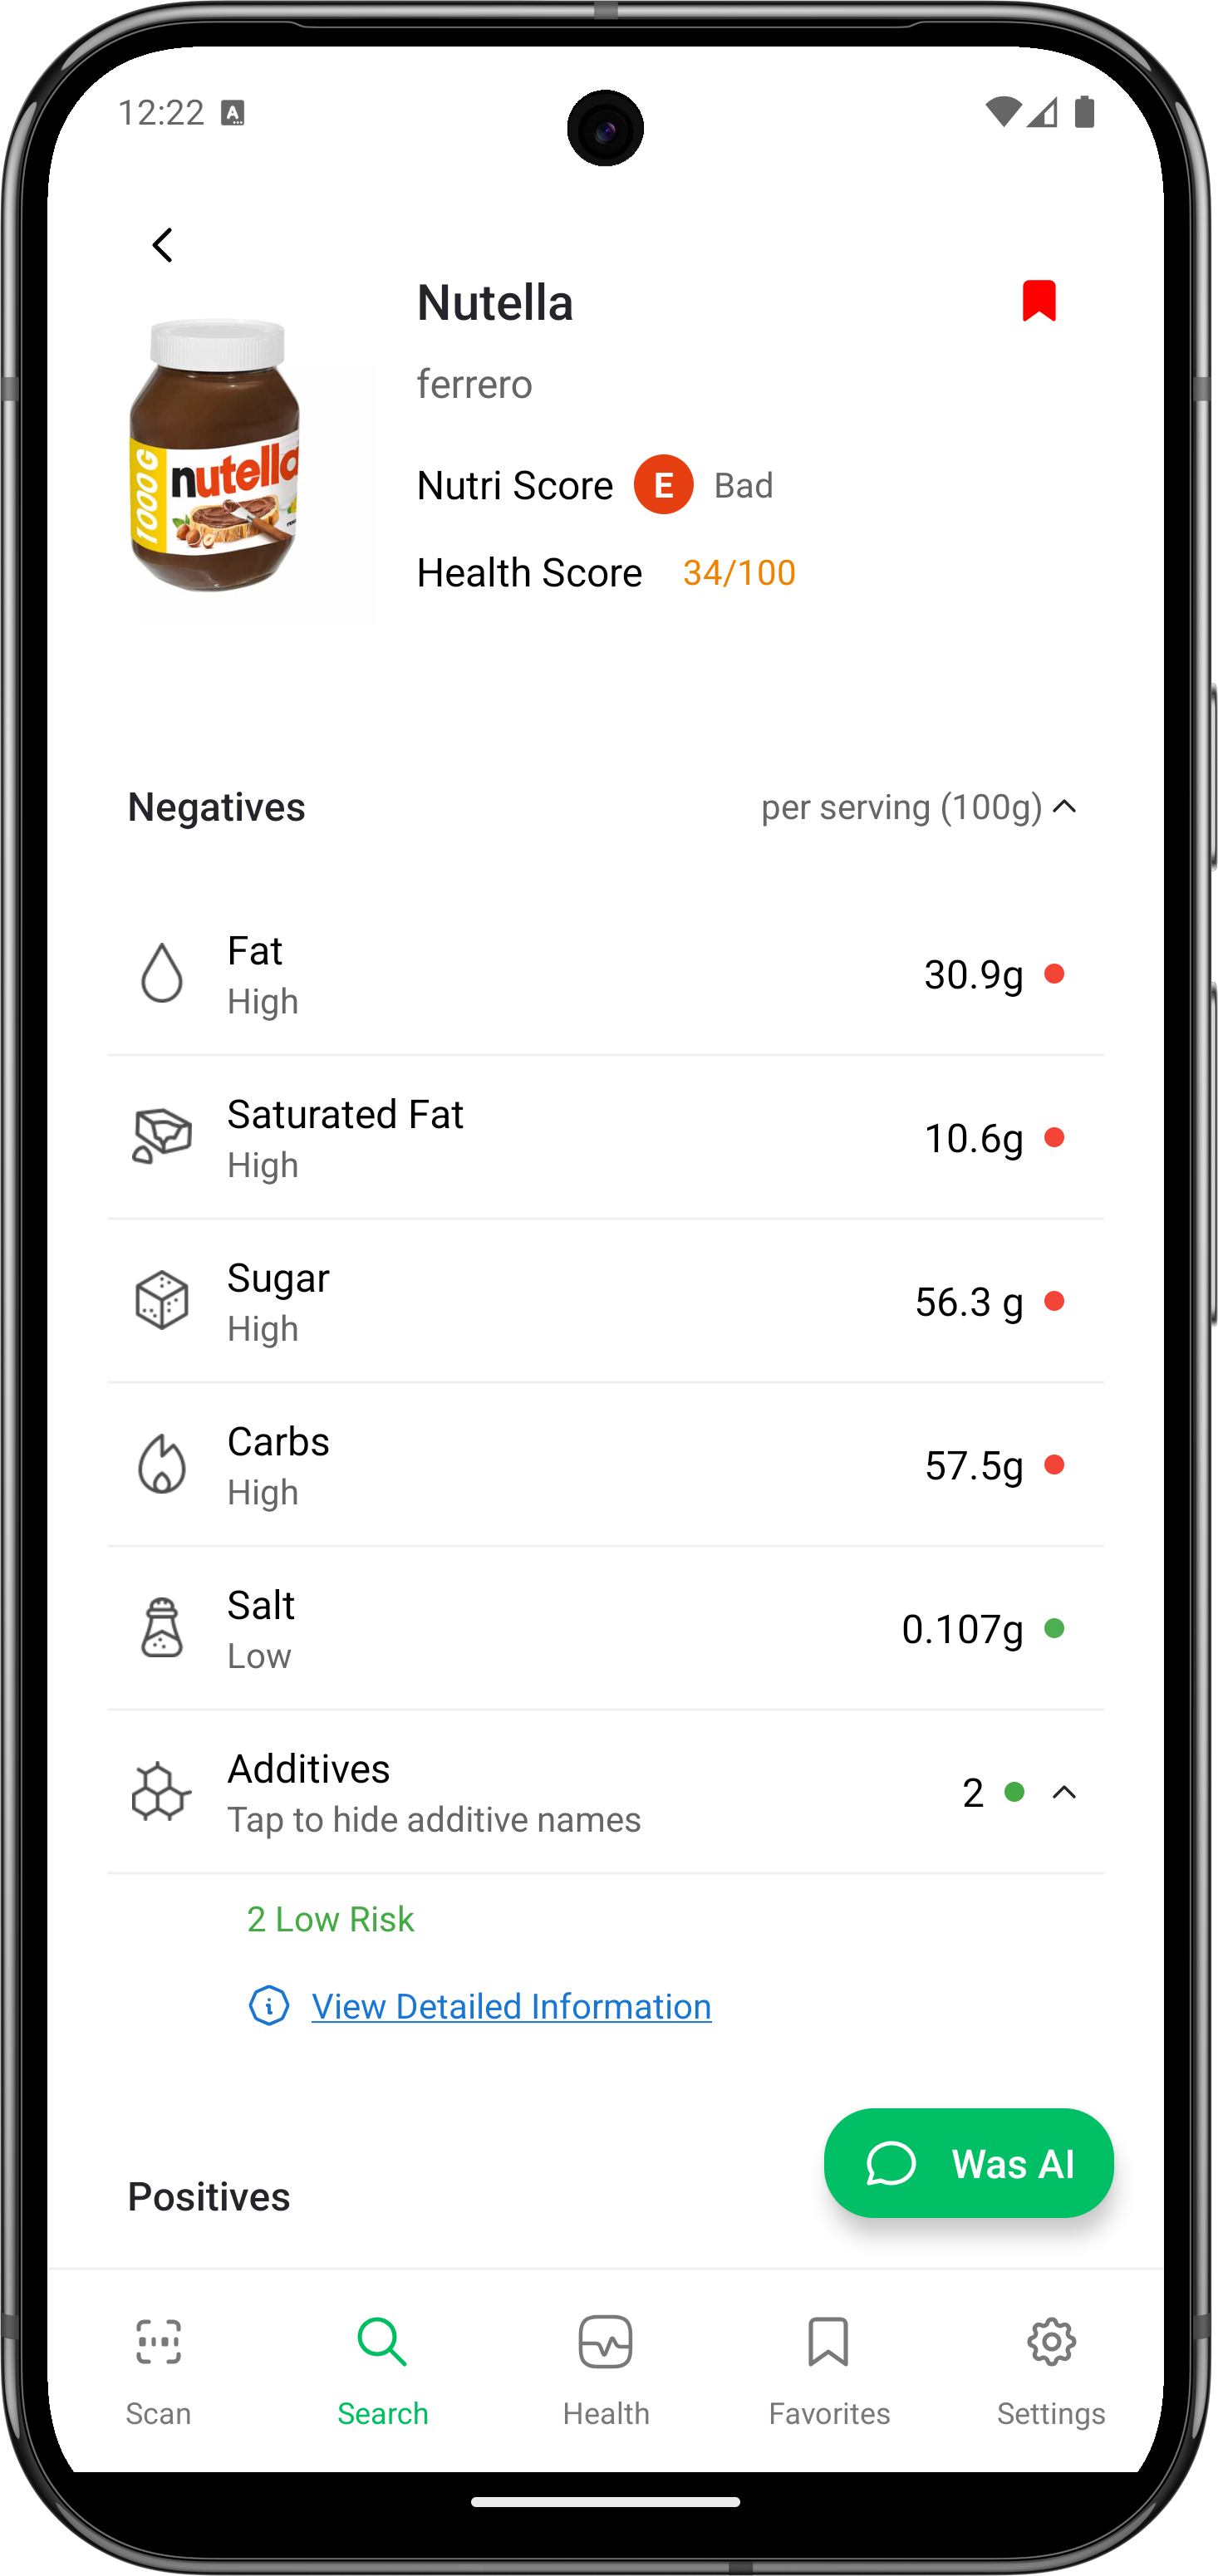 12:22
A
Nutella
ferrero
1000G
nutella
Nutri Score E Bad
Health Score 34/100
Negatives per serving (100g)
Fat
High
30.9g
Saturated Fat
High
10.6g
Sugar
High
56.3 g
Carbs
High
57.5g
Salt
Low
0.107g
Additives
Tap to hide additive names
2
2 Low Risk
View Detailed Information
Was AI
Positives
Scan
Search
Health
Favorites
Settings